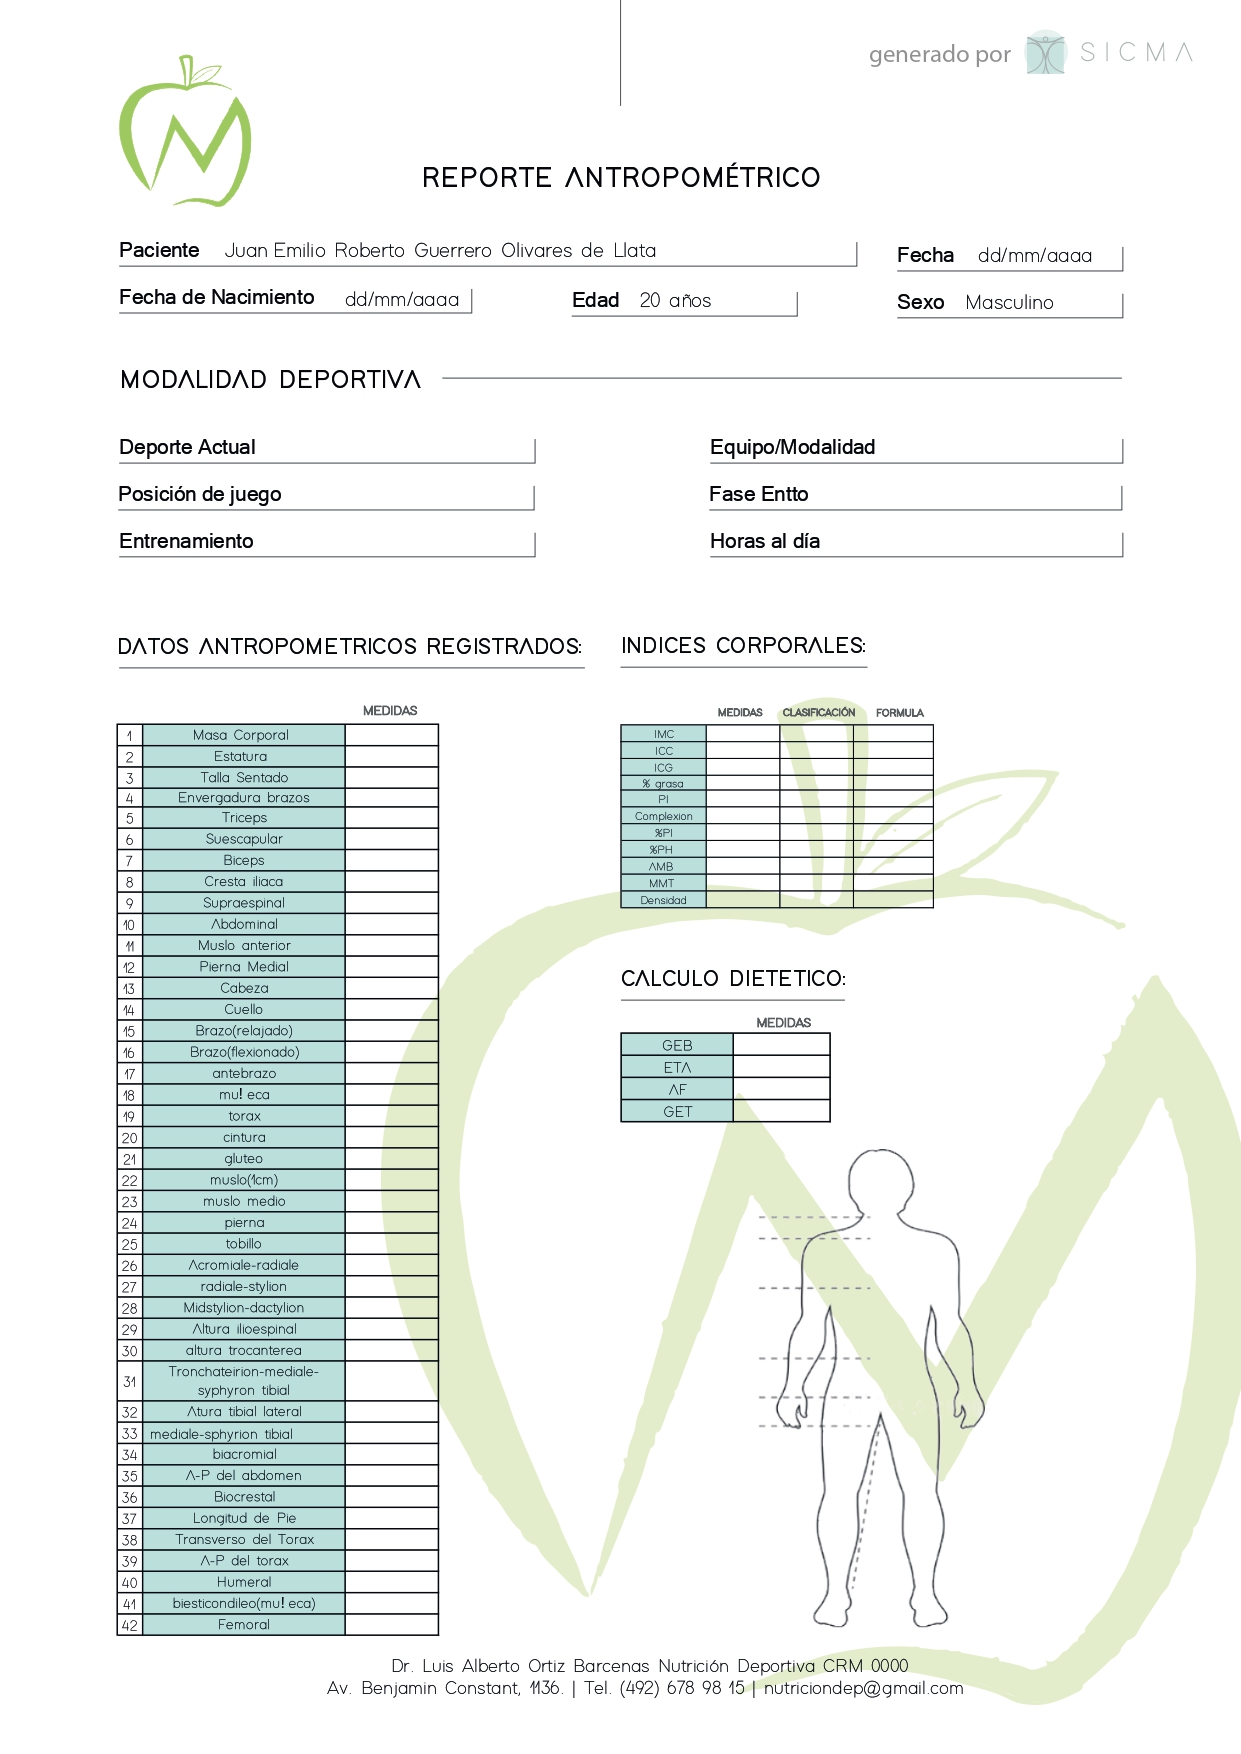 generado por SICMA
REPORTE ANTROPOMÉTRICO
Paciente Juan Emilio Roberto Guerrero Olivares de Llata
Fecha dd/mm/aaaa
Fecha de Nacimiento dd/mm/aaaa
Edad 20 años
Sexo Masculino
MODALIDAD DEPORTIVA
Deporte Actual
Equipo/Modalidad
Posición de juego
Fase Entto
Entrenamiento
Horas al día
DATOS ANTROPOMETRICOS REGISTRADOS:
MEDIDAS
1 Masa Corporal
2 Estatura
3 Talla Sentado
4 Envergadura brazos
5 Triceps
6 Suescapular
7 Biceps
8 Cresta iliaca
9 Supraespinal
10 Abdominal
11 Muslo anterior
12 Pierna Medial
13 Cabeza
14 Cuello
15 Brazo(relajado)
16 Brazo(flexionado)
17 antebrazo
18 mu! eca
19 torax
20 cintura
21 gluteo
22 muslo(1cm)
23 muslo medio
24 pierna
25 tobillo
26 Acromiale-radiale
27 radiale-stylion
28 Midstylion-dactylion
29 Altura ilioespinal
30 altura trocanterea
31 Tronchateirion-mediale-
syphyron tibial
32 Atura tibial lateral
33 mediale-sphyrion tibial
34 biacromial
35 A-P del abdomen
36 Biocrestal
37 Longitud de Pie
38 Transverso del Torax
39 A-P del torax
40 Humeral
41 biesticondileo(mu! eca)
42 Femoral
INDICES CORPORALES:
MEDIDAS CLASIFICACIÓN FORMULA
IMC
ICC
ICG
% grasa
PI
Complexion
%PI
%PH
AMB
MMT
Densidad
CALCULO DIETETICO:
MEDIDAS
GEB
ETA
AF
GET
Dr. Luis Alberto Ortiz Barcenas Nutrición Deportiva CRM 0000
Av. Benjamin Constant, 1136. | Tel. (492) 678 98 15 | nutriciondep@gmail.com